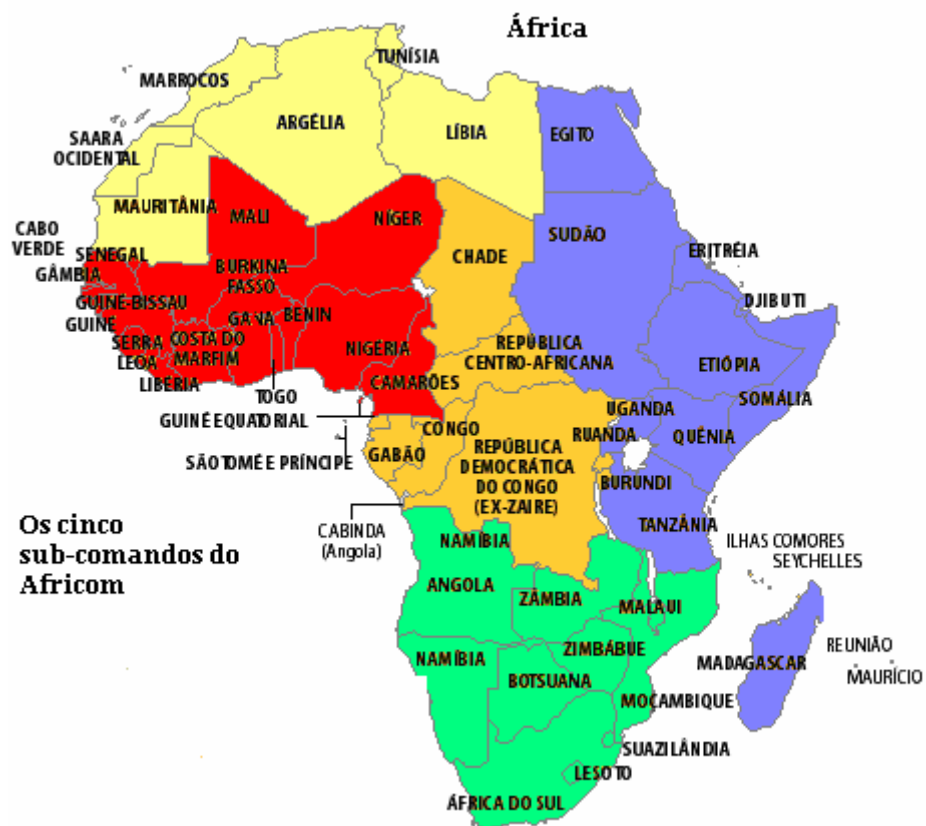 África
TUNÍSIA
MARROCOS
ARGÉLIA
LÍBIA
EGITO
SAARA
OCIDENTAL
MAURITÂNIA
MALI
NÍGER
CHADE
SUDÃO
ERITRÉIA
CABO
VERDE
SENEGAL
GÂMBIA
BURKINA
FASSO
DJIBUTI
GUINÉ-BISSAU
GUINÉ
GANA
BENIN
NIGÉRIA
REPÚBLICA
CENTRO-AFRICANA
ETIÓPIA
SERRA
LEOA
COSTA DO
MARFIM
LIBÉRIA
TOGO
CAMARÕES
SOMÁLIA
GUINÉ EQUATORIAL
CONGO
UGANDA
RUANDA
QUÊNIA
SÃO TOMÉ E PRÍNCIPE
GABÃO
REPÚBLICA
DEMOCRÁTICA
DO CONGO
(EX-ZAIRE)
BURUNDI
TANZÂNIA
Os cinco
sub-comandos do
Africom
CABINDA
(Angola)
NAMÍBIA
ILHAS COMORES
SEYCHELLES
ANGOLA
ZÂMBIA
MALAUI
NAMÍBIA
ZIMBÁBUE
BOTSUANA
MADAGASCAR
REUNIÃO
MAURÍCIO
MOÇAMBIQUE
SUAZILÂNDIA
LESOTO
ÁFRICA DO SUL